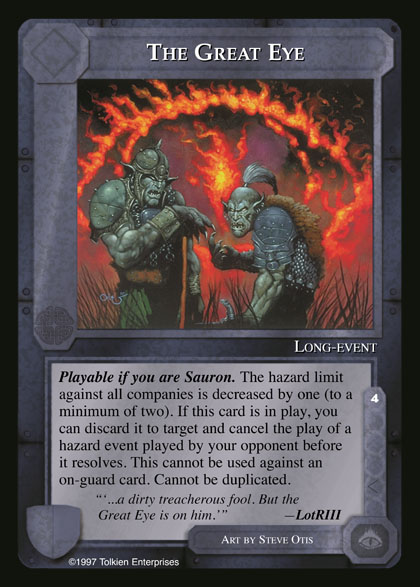 THE GREAT EYE
LONG-EVENT
Playable if you are Sauron. The hazard limit
against all companies is decreased by one (to a
minimum of two). If this card is in play, you
can discard it to target and cancel the play of a
hazard event played by your opponent before
it resolves. This cannot be used against an
on-guard card. Cannot be duplicated.
4
“‘...a dirty treacherous fool. But the
Great Eye is on him.’” –LotRIII
ART BY STEVE OTIS
©1997 Tolkien Enterprises